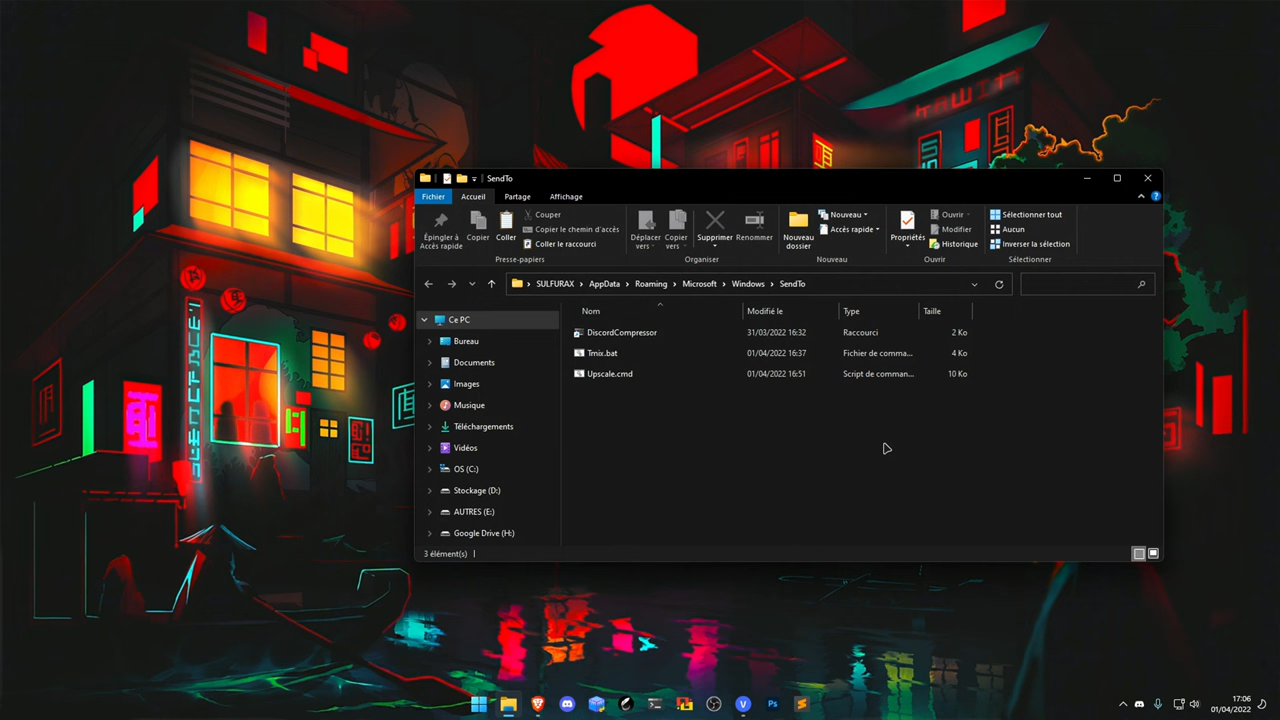 SendTo
Fichier Accueil Partage Affichage
Épingler à Accès rapide
Copier
Coller
Couper
Copier le chemin d'accès
Coller le raccourci
Presse-papiers
Déplacer vers
Copier vers
Supprimer
Renommer
Organiser
Nouveau dossier
Nouveau
Accès rapide
Nouveau
Propriétés
Ouvrir
Modifier
Historique
Ouvrir
Sélectionner tout
Aucun
Inverser la sélection
Sélectionner
SULFURAX > AppData > Roaming > Microsoft > Windows > SendTo
Nom Modifié le Type Taille
DiscordCompressor 31/03/2022 16:32 Raccourci 2 Ko
Tmix.bat 01/04/2022 16:37 Fichier de comma... 4 Ko
Upscale.cmd 01/04/2022 16:51 Script de comman... 10 Ko
Ce PC
Bureau
Documents
Images
Musique
Téléchargements
Vidéos
OS (C:)
Stockage (D:)
AUTRES (E:)
Google Drive (H:)
3 élément(s)
17:06
01/04/2022